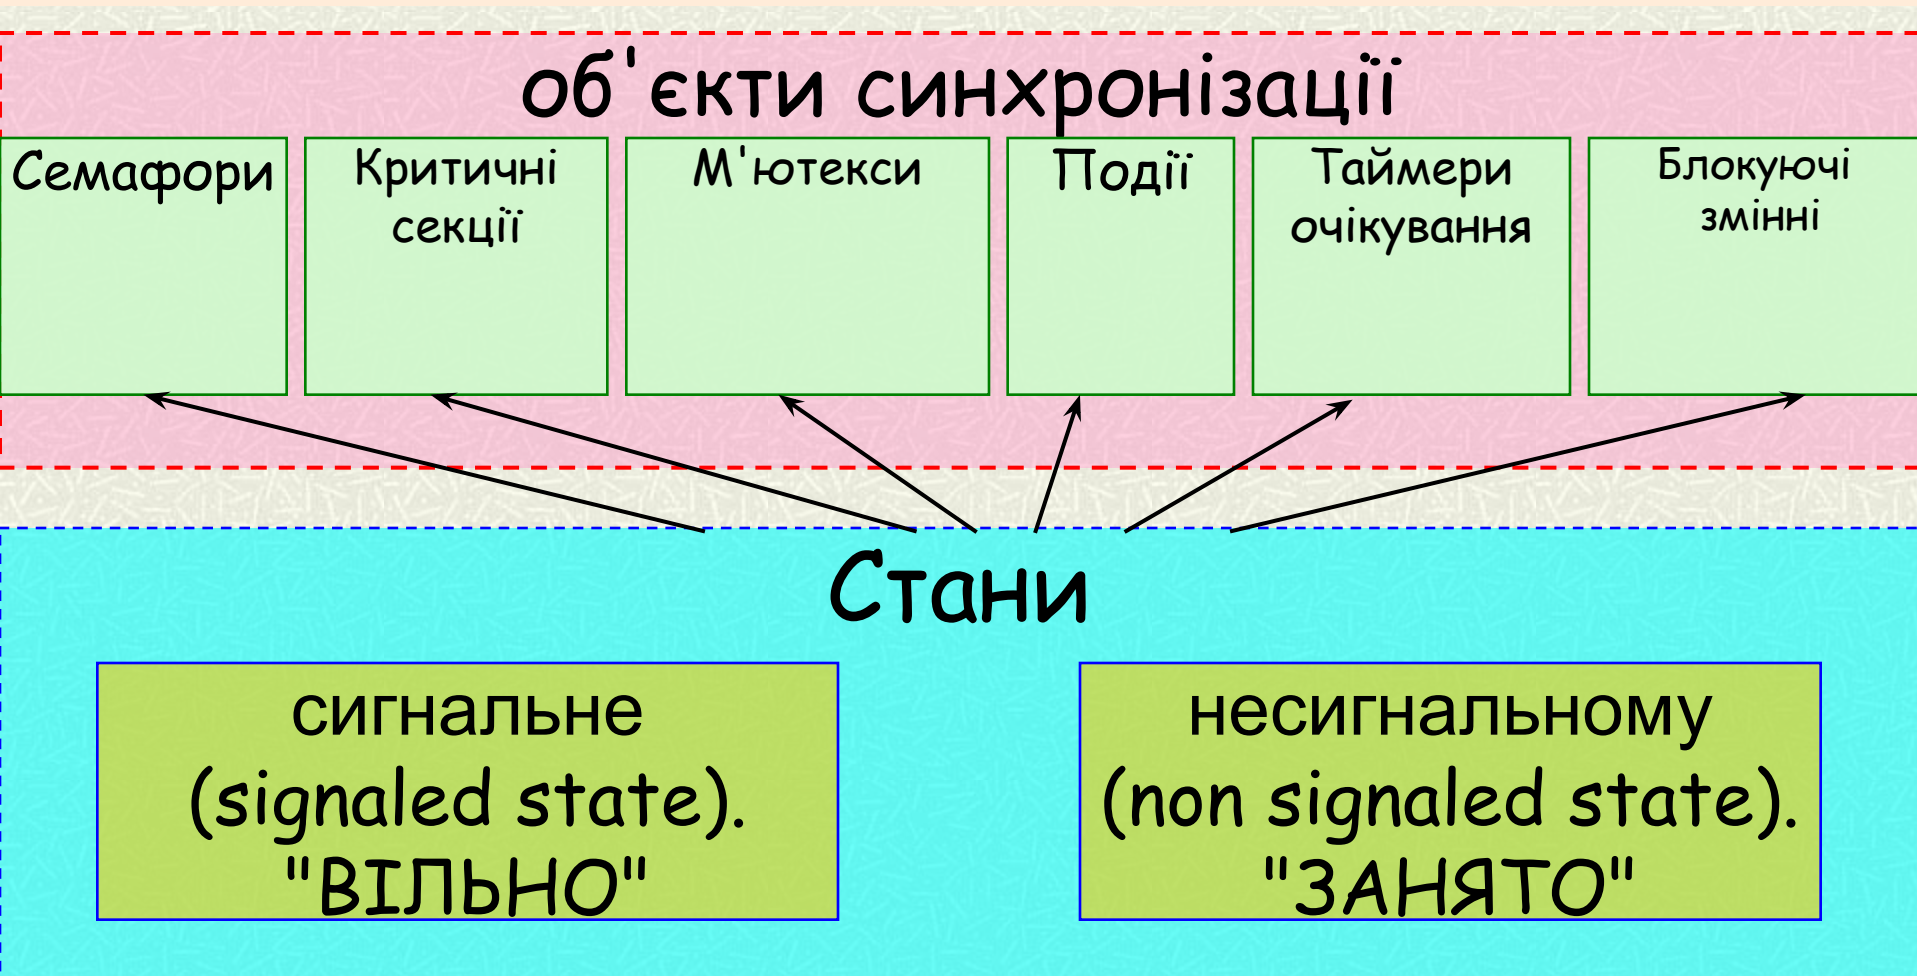 об'єкти синхронізації
Семафори
Критичні
секції
М'ютекси
Події
Таймери
очікування
Блокуючі
змінні
Стани
сигнальне
(signaled state).
"ВІЛЬНО"
несигнальному
(non signaled state).
"ЗАНЯТО"